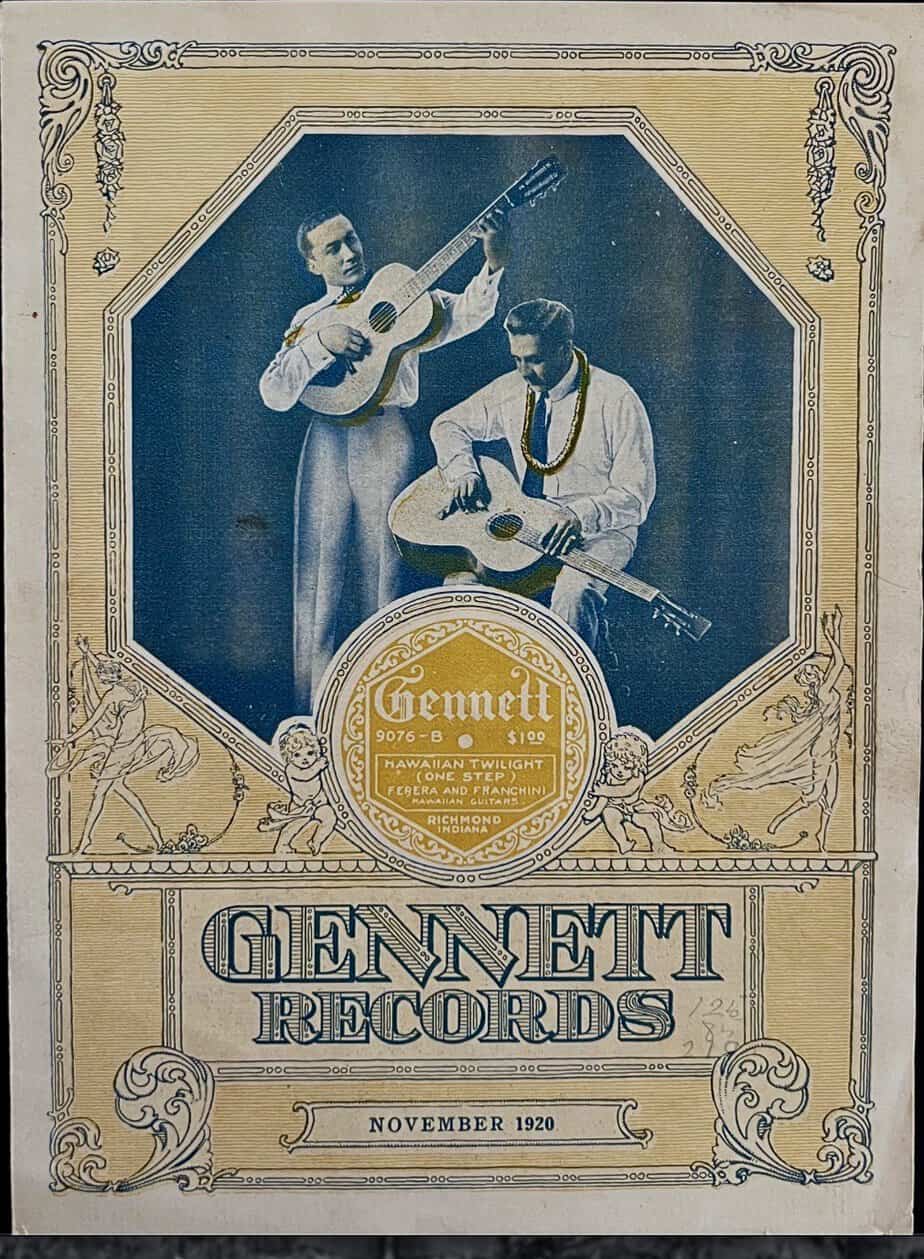 Gennett
9076-B $1.00
HAWAIIAN TWILIGHT
(ONE STEP)
FERERA AND FRANCHINI
HAWAIIAN GUITARS
RICHMOND
INDIANA
GENNETT
RECORDS
NOVEMBER 1920